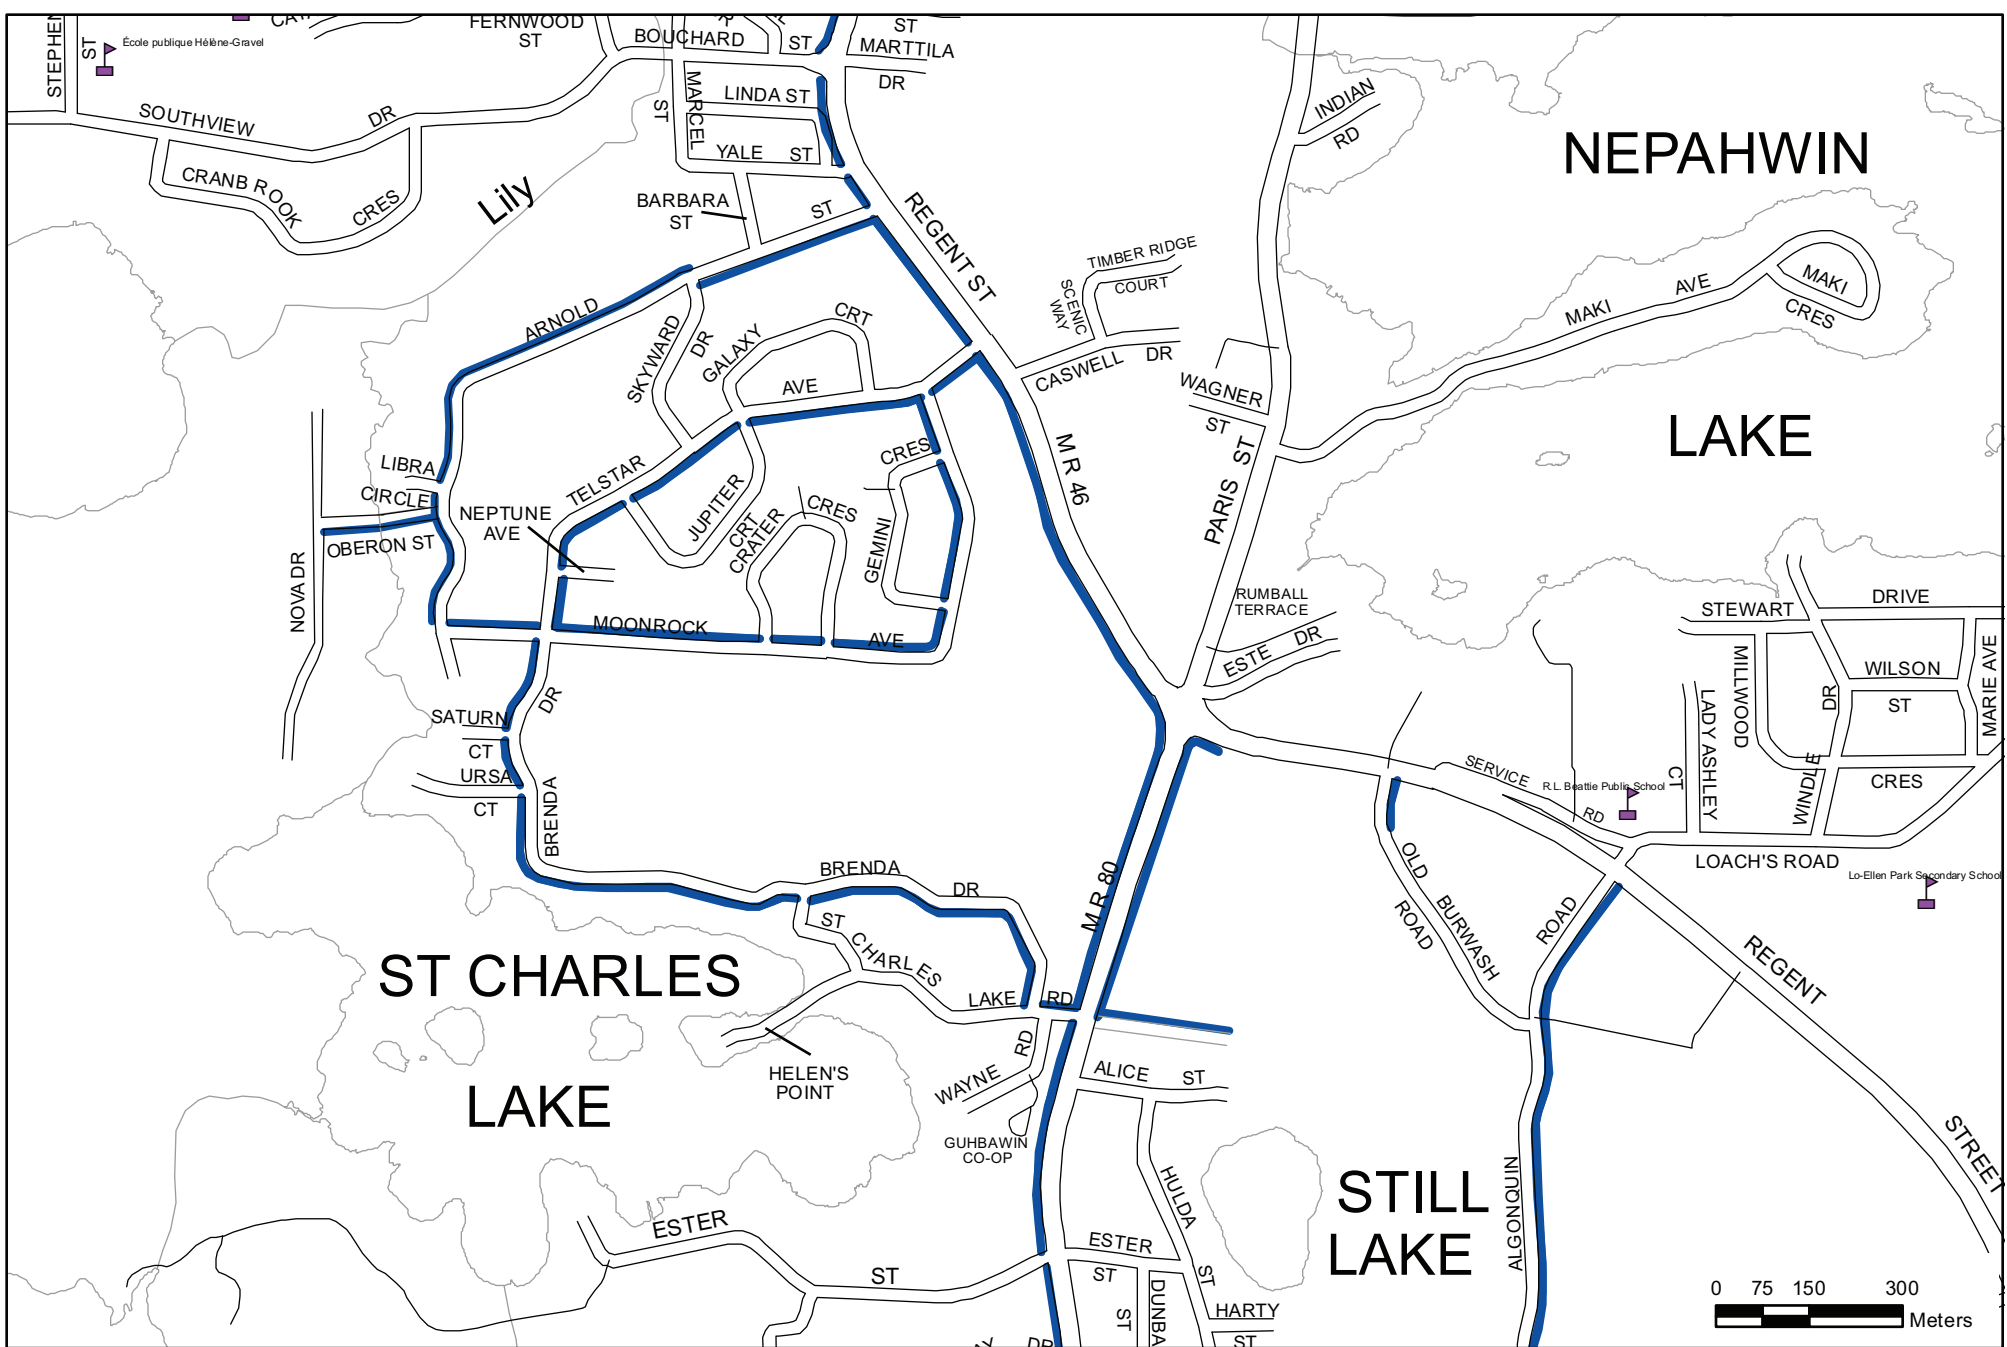 FERNWOOD
ST
ST
BOUCHARD
ST
MARTTILA
DR
École publique Hélène-Gravel
STEPHEN
ST
MARCEL
ST
LINDA ST
YALE ST
SOUTHVIEW
DR
CRANB ROOK
CRES
Lily
BARBARA
ST
INDIAN
RD
NEPAHWIN
LAKE
REGENT ST
ARNOLD
ST
TIMBER RIDGE
COURT
SCENIC
WAY
CASWELL DR
MAKI AVE
MAKI
CRES
SKYWARD
DR
GALAXY
CRT
AVE
WAGNER
ST
PARIS ST
M R 46
LIBRA
CIRCLE
TELSTAR
NEPTUNE
AVE
JUPITER
CRT
CRATER
CRES
GEMINI
CRES
OBERON ST
NOVA DR
MOONROCK
AVE
RUMBALL
TERRACE
ESTE DR
STEWART
DRIVE
WILSON
ST
MARIE AVE
MILLWOOD
CRES
LADY ASHLEY
CT
WINDLE
DR
SERVICE
RD
R.L. Beattie Public School
LOACH'S ROAD
Lo-Ellen Park Secondary School
SATURN
CT
URSA
CT
BRENDA
DR
BRENDA
DR
M R 80
OLD
BURWASH
ROAD
ROAD
ALGONQUIN
REGENT
STREET
ST CHARLES
LAKE
ST
CHARLES
LAKE RD
HELEN'S
POINT
WAYNE
RD
GUHBAWIN
CO-OP
ALICE ST
HULDA
ST
STILL
LAKE
ESTER
ST
ESTER
ST
DUNBA
ST
HARTY
ST
DR
0 75 150 300
Meters